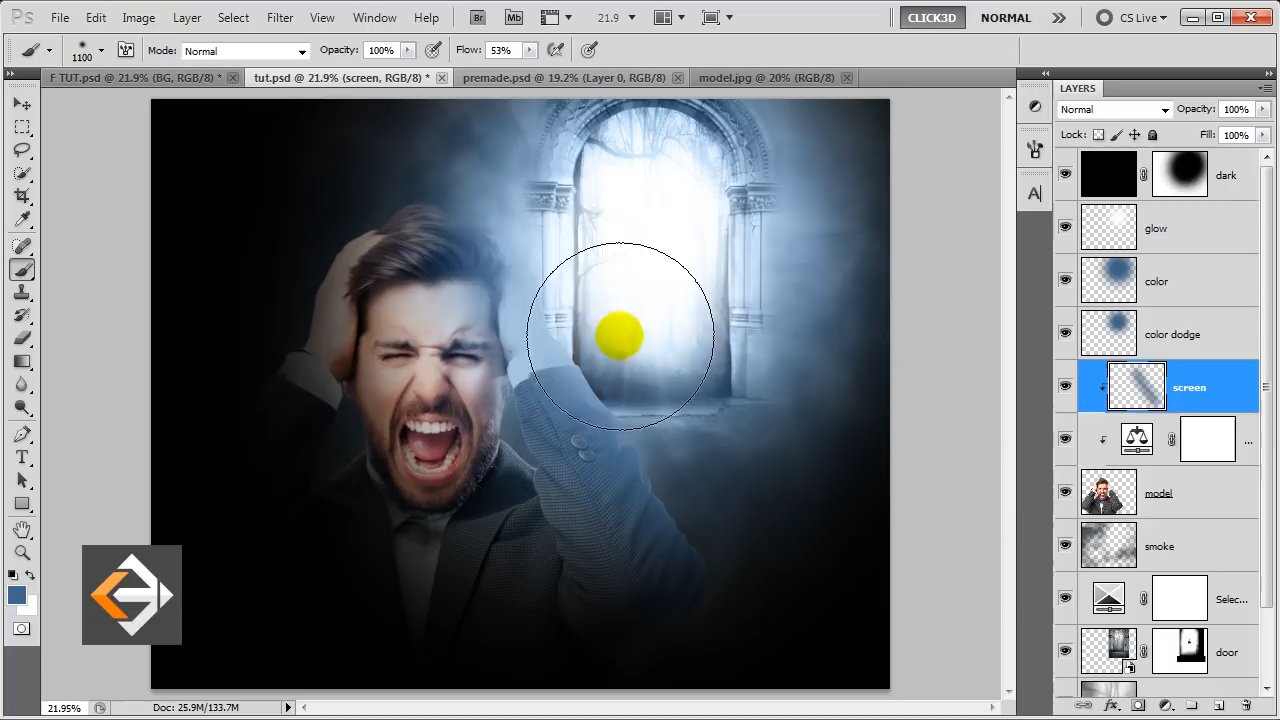 Ps File Edit Image Layer Select Filter View Window Help Br Mb 21.9 CLICK3D NORMAL CS Live
1100 Mode: Normal Opacity: 100% Flow: 53%
F TUT.psd @ 21.9% (BG, RGB/8) * tut.psd @ 21.9% (screen, RGB/8) * premade.psd @ 19.2% (Layer 0, RGB/8) model.jpg @ 20% (RGB/8)
LAYERS
Normal Opacity: 100%
Lock: Fill: 100%
dark
glow
color
color dodge
screen
...
model
smoke
Selec...
door
21.95% Doc: 25.9M/133.7M